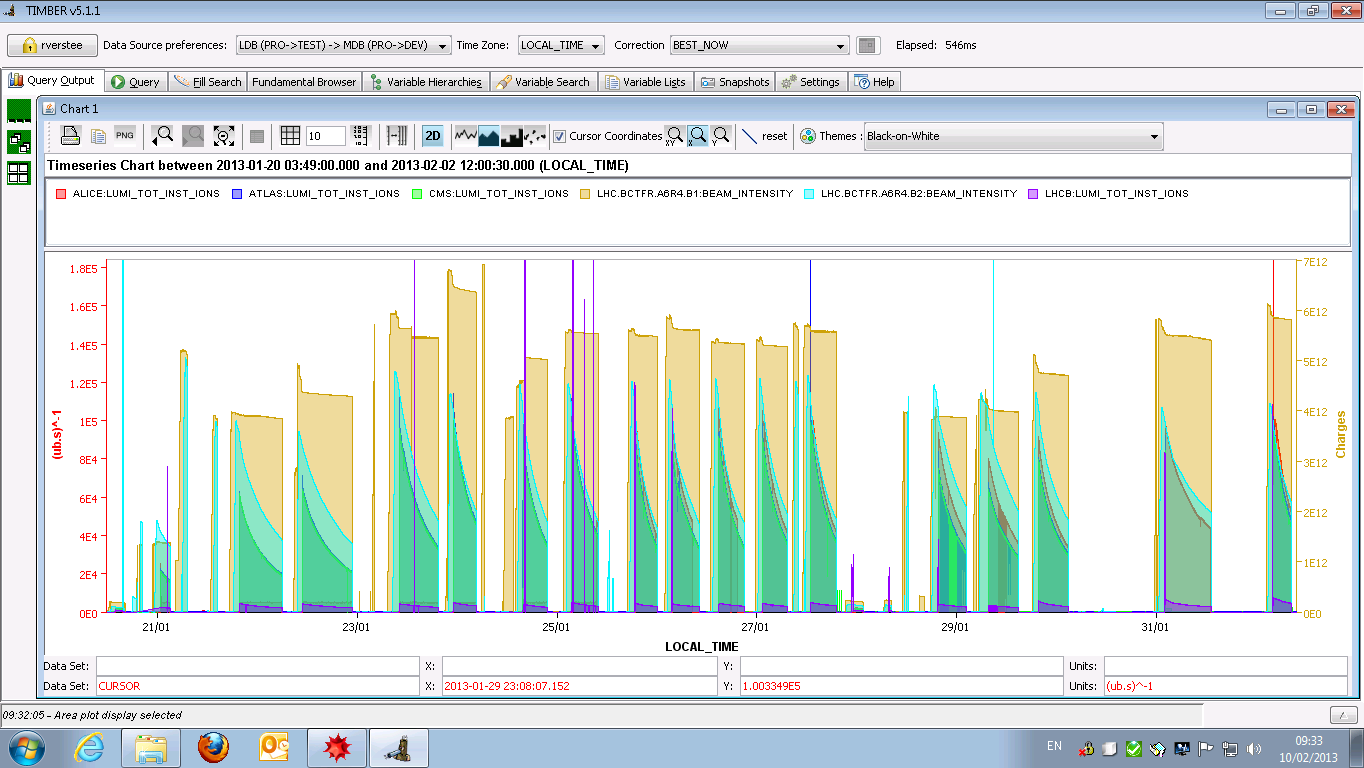 TIMBER v5.1.1
rverstee Data Source preferences: LDB (PRO->TEST) -> MDB (PRO->DEV) Time Zone: LOCAL_TIME Correction BEST_NOW Elapsed: 546ms
Query Output Query Fill Search Fundamental Browser Variable Hierarchies Variable Search Variable Lists Snapshots Settings Help
Chart 1
PNG 10 2D Cursor Coordinates XY X Y reset Themes : Black-on-White
Timeseries Chart between 2013-01-20 03:49:00.000 and 2013-02-02 12:00:30.000 (LOCAL_TIME)
ALICE:LUMI_TOT_INST_IONS ATLAS:LUMI_TOT_INST_IONS CMS:LUMI_TOT_INST_IONS LHC.BCTFR.A6R4.B1:BEAM_INTENSITY LHC.BCTFR.A6R4.B2:BEAM_INTENSITY LHCB:LUMI_TOT_INST_IONS
1.8E5 7E12
1.6E5 6E12
1.4E5 5E12
1.2E5 4E12
1E5 3E12
8E4 2E12
6E4 1E12
4E4 0E0
2E4
0E0
(ub.s)^-1
Charges
21/01 23/01 25/01 27/01 29/01 31/01
LOCAL_TIME
Data Set: X: Y: Units:
Data Set: CURSOR X: 2013-01-29 23:08:07.152 Y: 1.003349E5 Units: (ub.s)^-1
09:32:05 - Area plot display selected
EN 09:33
10/02/2013